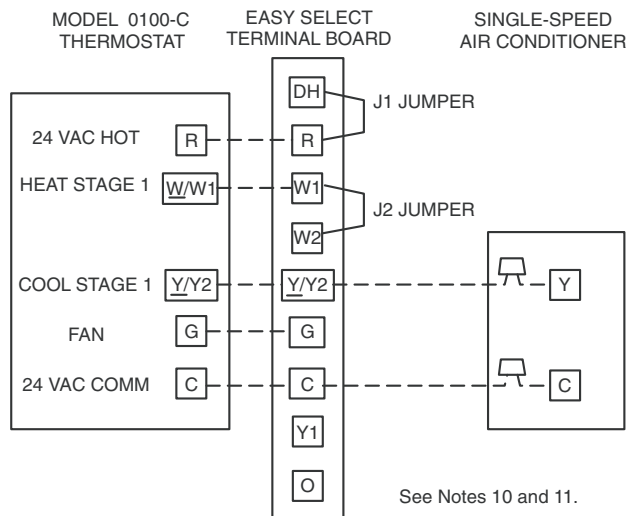 MODEL 0100-C
THERMOSTAT
EASY SELECT
TERMINAL BOARD
SINGLE-SPEED
AIR CONDITIONER
DH
J1 JUMPER
24 VAC HOT
R
R
HEAT STAGE 1
W/W1
W1
J2 JUMPER
W2
COOL STAGE 1
Y/Y2
Y/Y2
Y
FAN
G
G
24 VAC COMM
C
C
C
Y1
O
See Notes 10 and 11.